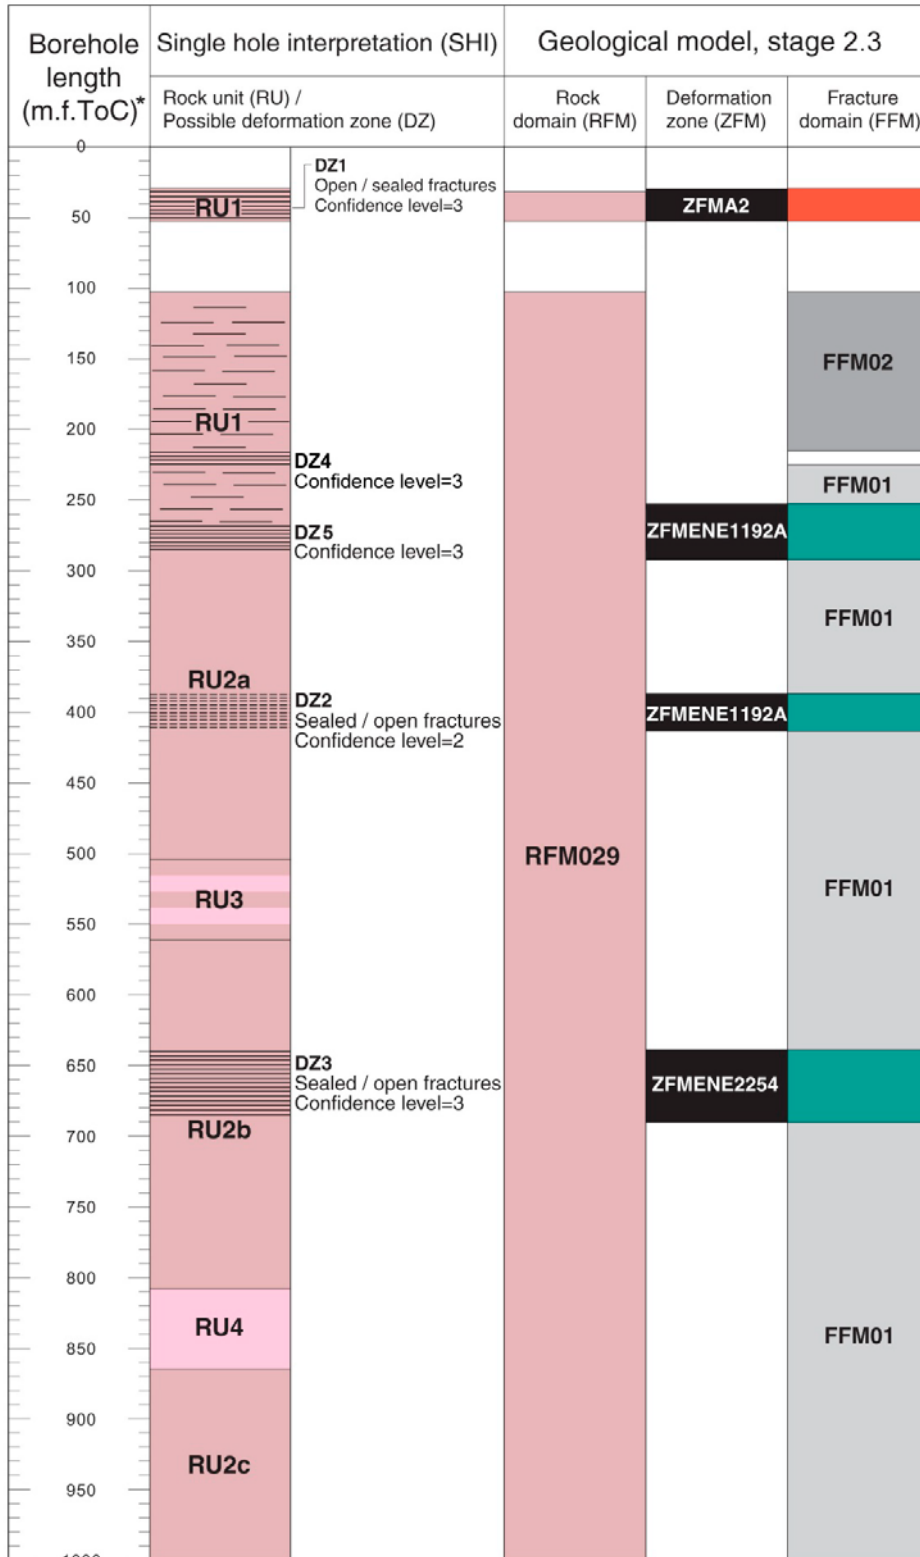 Borehole
length
(m.f.ToC)*
Single hole interpretation (SHI)
Geological model, stage 2.3
Rock unit (RU) /
Possible deformation zone (DZ)
Rock
domain (RFM)
Deformation
zone (ZFM)
Fracture
domain (FFM)
0
DZ1
Open / sealed fractures
Confidence level=3
RU1
ZFMA2
50
100
150
FFM02
200
RU1
DZ4
Confidence level=3
FFM01
250
DZ5
Confidence level=3
ZFMENE1192A
300
FFM01
350
RU2a
DZ2
Sealed / open fractures
Confidence level=2
ZFMENE1192A
400
450
500
RFM029
RU3
FFM01
550
600
650
DZ3
Sealed / open fractures
Confidence level=3
ZFMENE2254
700
RU2b
750
800
RU4
FFM01
850
900
RU2c
950